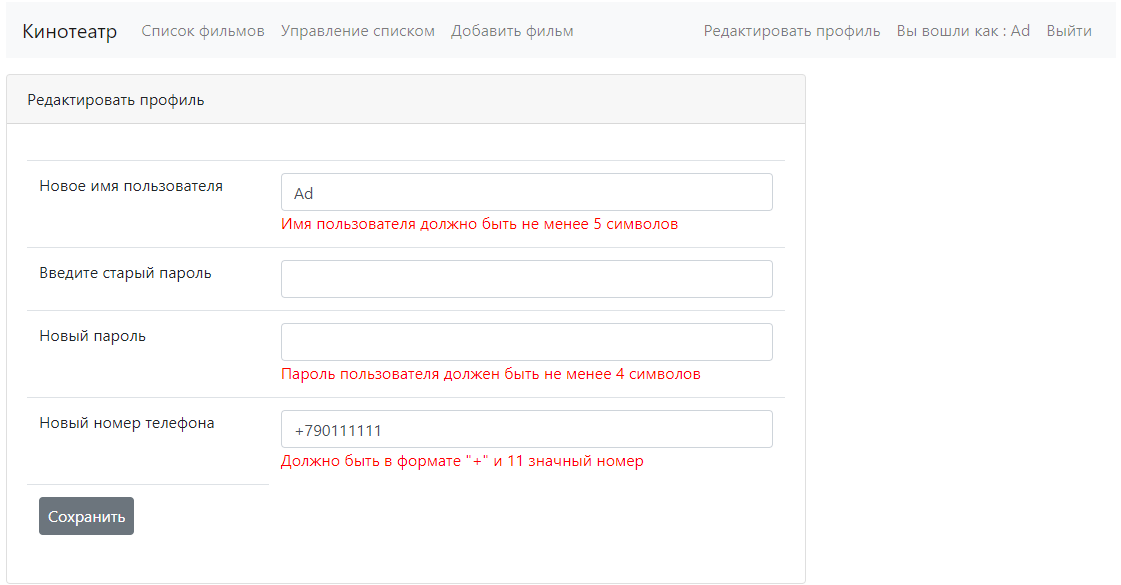 Кинотеатр Список фильмов Управление списком Добавить фильм Редактировать профиль Вы вошли как : Ad Выйти
Редактировать профиль
Новое имя пользователя Ad
Имя пользователя должно быть не менее 5 символов
Введите старый пароль
Новый пароль
Пароль пользователя должен быть не менее 4 символов
Новый номер телефона +790111111
Должно быть в формате "+" и 11 значный номер
Сохранить